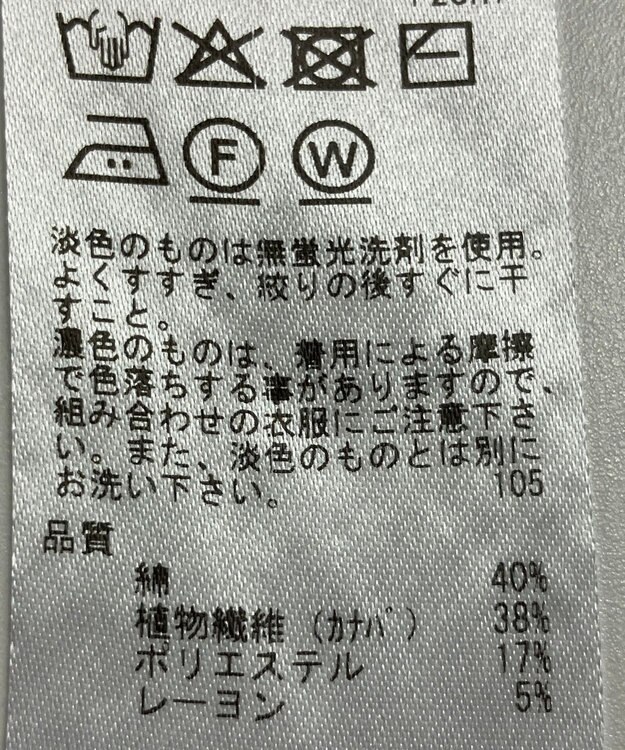 F W
淡色のものは無蛍光洗剤を使用。
よくすすぎ、絞りの後すぐに干
すこと。
濃色のものは、着用による摩擦
で色落ちする事がありますので、
組み合わせの衣服にご注意下さ
い。また、淡色のものとは別に
お洗い下さい。 105
品質
綿 40%
植物繊維 (カナパ) 38%
ポリエステル 17%
レーヨン 5%